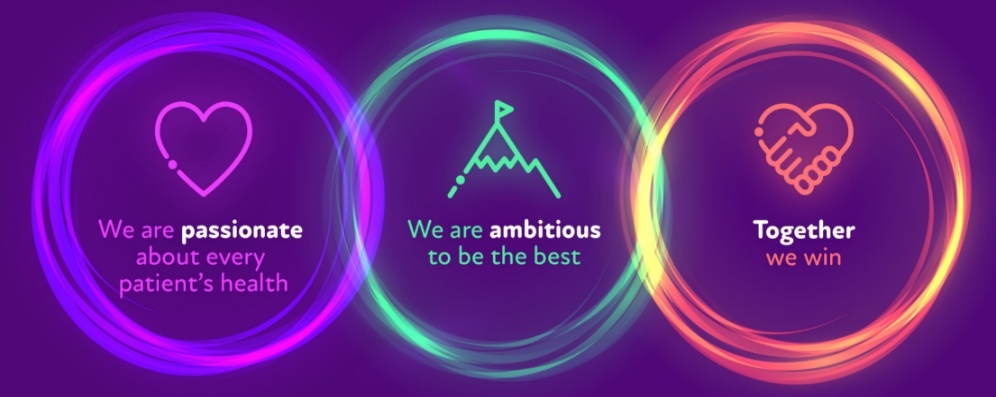 We are passionate
about every
patient’s health
We are ambitious
to be the best
Together
we win